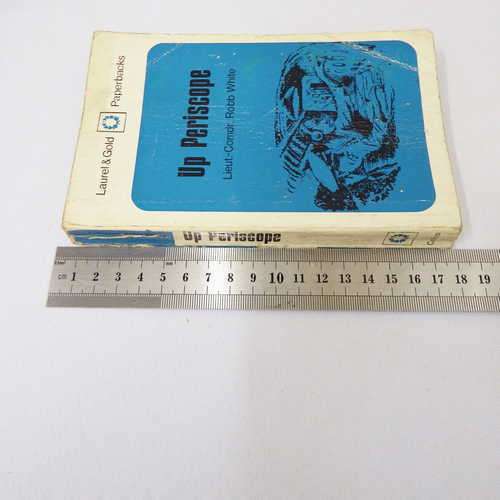 Laurel & Gold Paperbacks
Up Periscope
Lieut.-Comdr. Robb White
Up Periscope
cm 1 2 3 4 5 6 7 8 9 10 11 12 13 14 15 16 17 18 19